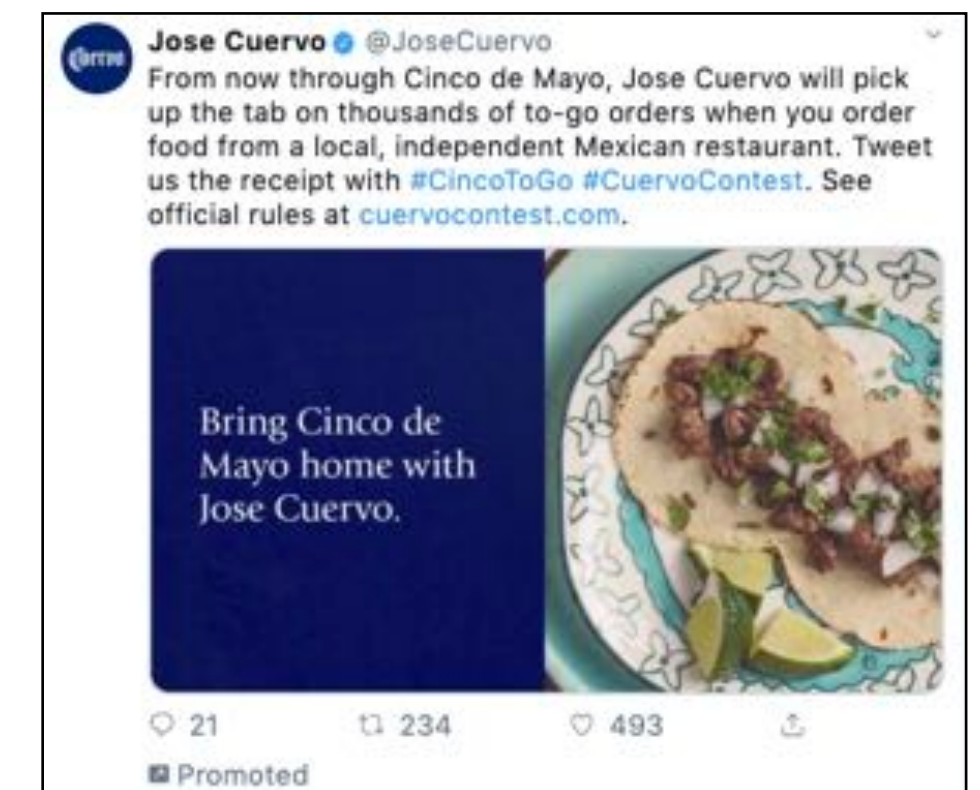 Cuervo
Jose Cuervo @JoseCuervo
From now through Cinco de Mayo, Jose Cuervo will pick
up the tab on thousands of to-go orders when you order
food from a local, independent Mexican restaurant. Tweet
us the receipt with #CincoToGo #CuervoContest. See
official rules at cuervocontest.com.
Bring Cinco de
Mayo home with
Jose Cuervo.
21 234 493
Promoted